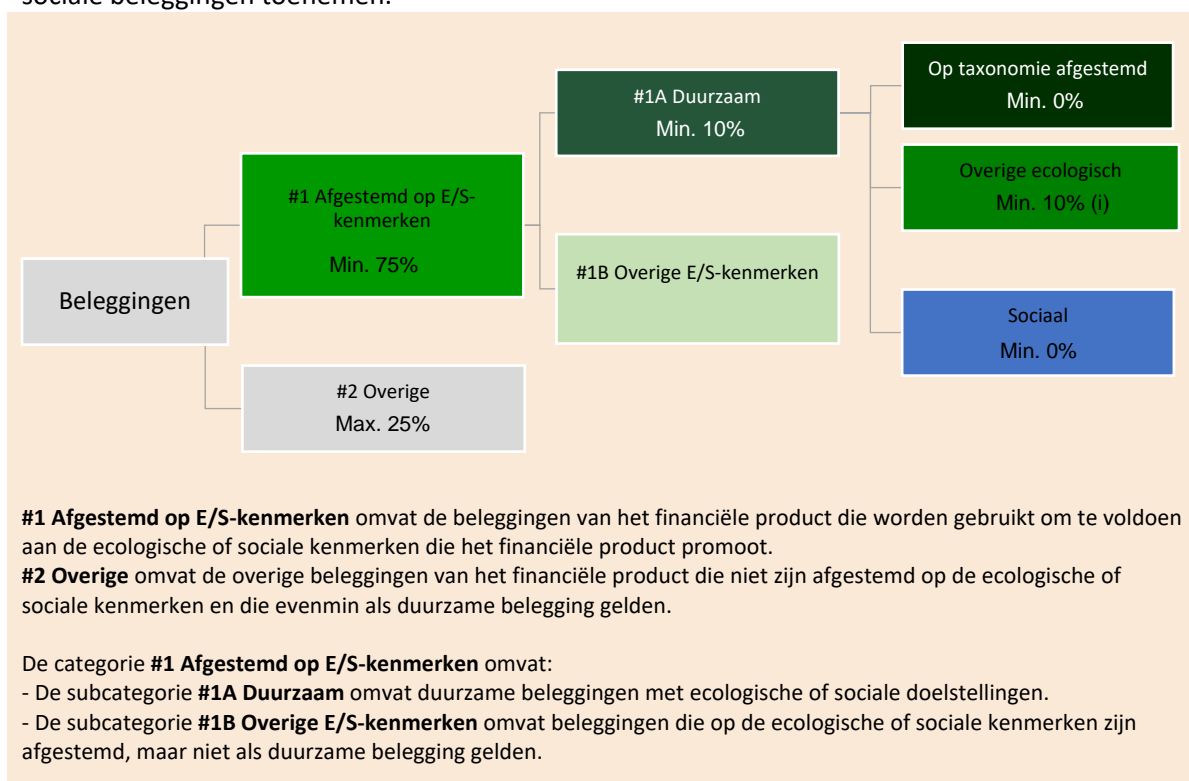 sociale beleggingen toenemen.
Beleggingen
#1 Afgestemd op E/S-
kenmerken
Min. 75%
#2 Overige
Max. 25%
#1A Duurzaam
Min. 10%
#1B Overige E/S-kenmerken
Op taxonomie afgestemd
Min. 0%
Overige ecologisch
Min. 10% (i)
Sociaal
Min. 0%
#1 Afgestemd op E/S-kenmerken omvat de beleggingen van het financiële product die worden gebruikt om te voldoen
aan de ecologische of sociale kenmerken die het financiële product promoot.
#2 Overige omvat de overige beleggingen van het financiële product die niet zijn afgestemd op de ecologische of
sociale kenmerken en die evenmin als duurzame belegging gelden.
De categorie #1 Afgestemd op E/S-kenmerken omvat:
- De subcategorie #1A Duurzaam omvat duurzame beleggingen met ecologische of sociale doelstellingen.
- De subcategorie #1B Overige E/S-kenmerken omvat beleggingen die op de ecologische of sociale kenmerken zijn
afgestemd, maar niet als duurzame belegging gelden.